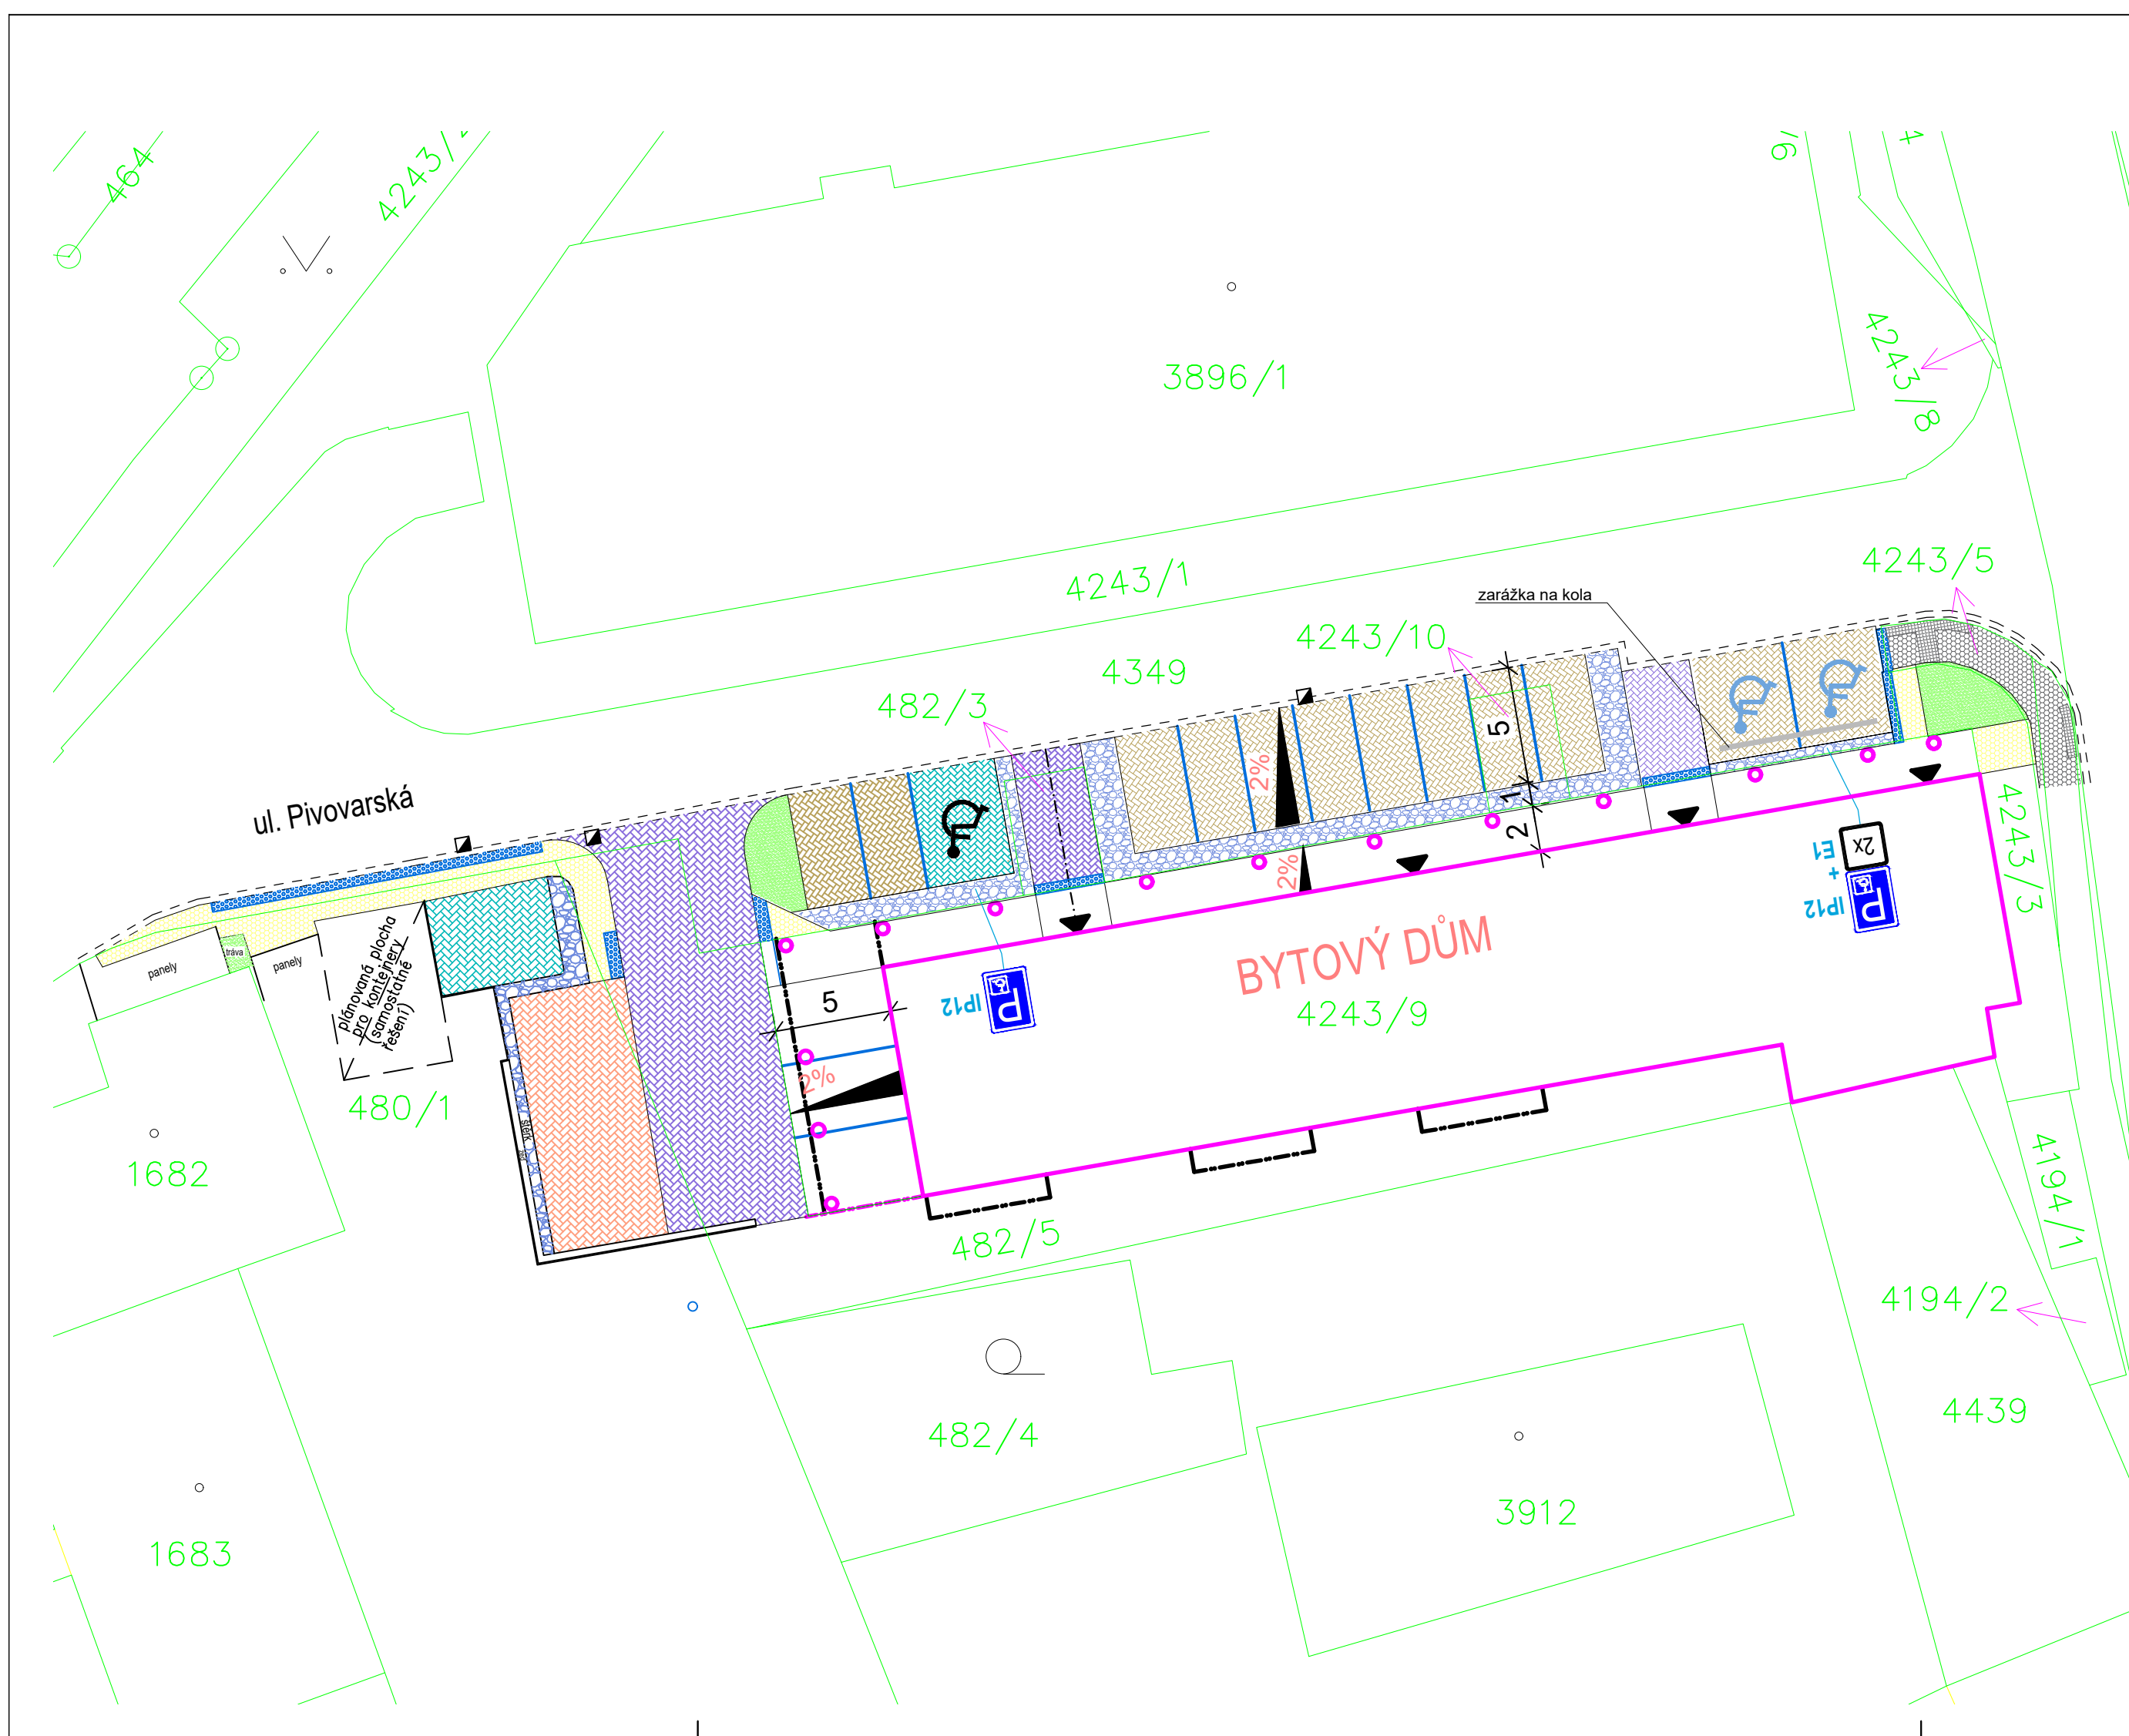 464
3896/1
4243/8
4243/1
4243/5
zarážka na kola
4243/10
4349
482/3
ul. Pivovarská
5
1
2
2%
2%
4243/3
2x
E1
+
IP12
P
BYTOVÝ DŮM
4243/9
IP12
P
5
2%
panely
tráva
panely
plánovaná plocha
pro kontejnery
(samostatné
řešení)
480/1
štěrk
1682
482/5
4194/1
4194/2
482/4
4439
3912
1683